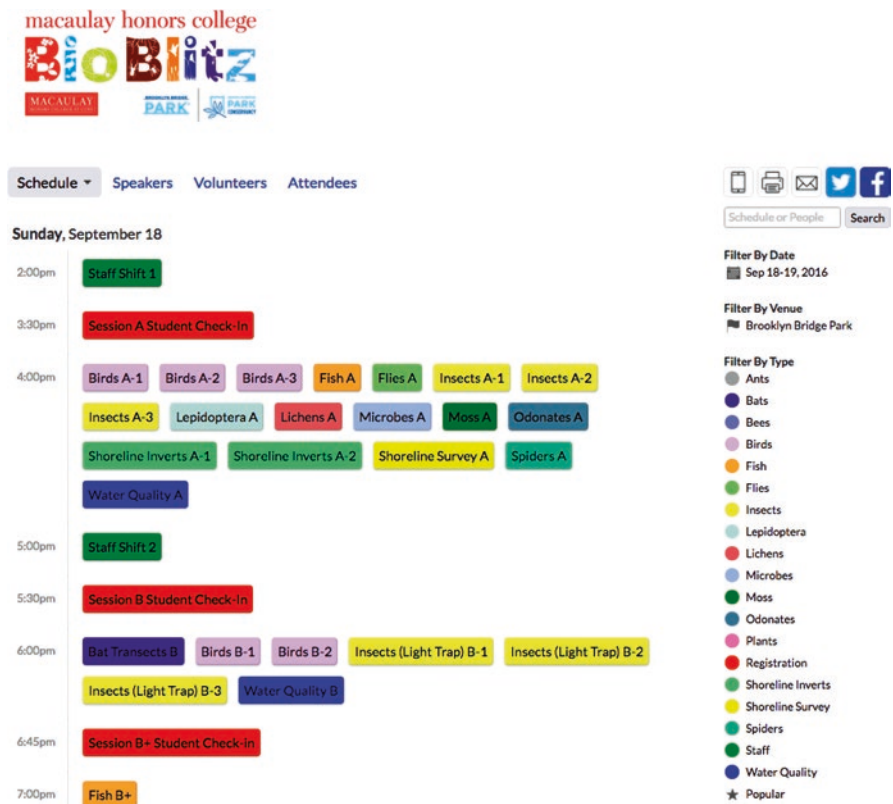 macaulay honors college
BioBlitz
MACAULAY
BROOKLYN BRIDGE
PARK
PARK
CONSERVANCY
Schedule Speakers Volunteers Attendees
Schedule or People Search
Sunday, September 18
2:00pm Staff Shift 1
3:30pm Session A Student Check-In
4:00pm Birds A-1 Birds A-2 Birds A-3 Fish A Flies A Insects A-1 Insects A-2
Insects A-3 Lepidoptera A Lichens A Microbes A Moss A Odonates A
Shoreline Inverts A-1 Shoreline Inverts A-2 Shoreline Survey A Spiders A
Water Quality A
5:00pm Staff Shift 2
5:30pm Session B Student Check-In
6:00pm Bat Transects B Birds B-1 Birds B-2 Insects (Light Trap) B-1 Insects (Light Trap) B-2
Insects (Light Trap) B-3 Water Quality B
6:45pm Session B+ Student Check-in
7:00pm Fish B+
Filter By Date
Sep 18-19, 2016
Filter By Venue
Brooklyn Bridge Park
Filter By Type
Ants
Bats
Bees
Birds
Fish
Flies
Insects
Lepidoptera
Lichens
Microbes
Moss
Odonates
Plants
Registration
Shoreline Inverts
Shoreline Survey
Spiders
Staff
Water Quality
Popular